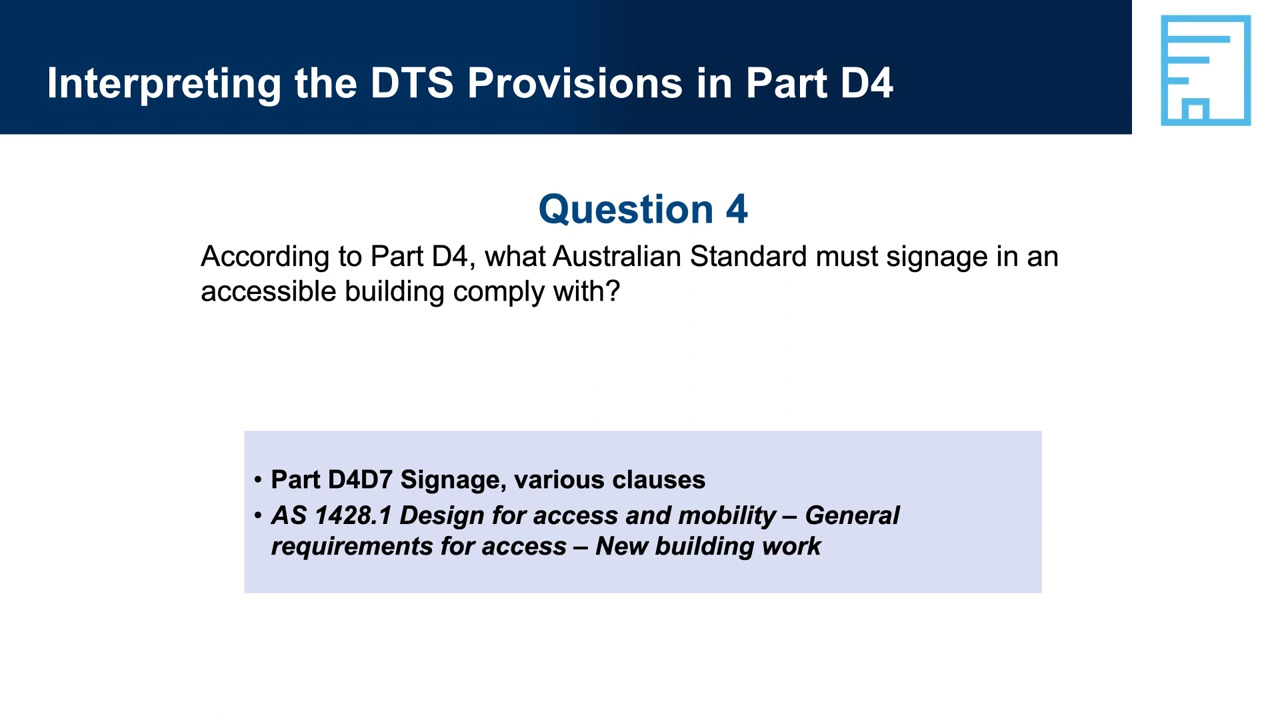 Interpreting the DTS Provisions in Part D4
Question 4
According to Part D4, what Australian Standard must signage in an
accessible building comply with?
• Part D4D7 Signage, various clauses
• AS 1428.1 Design for access and mobility – General
requirements for access – New building work